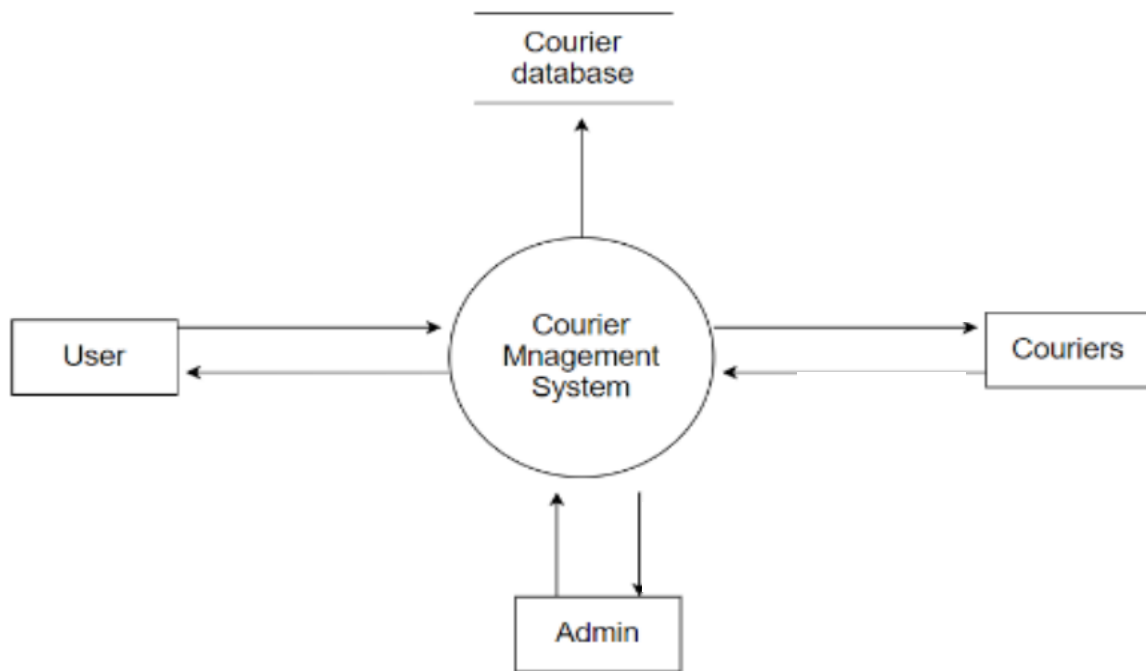 Courier
database
User
Courier
Mnagement
System
Couriers
Admin